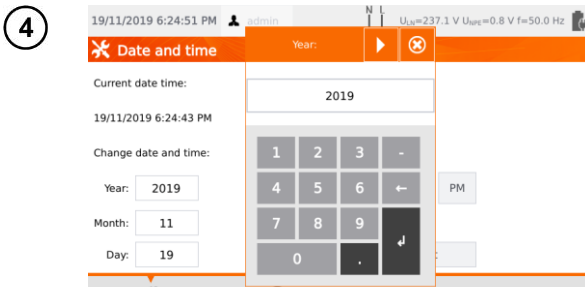 4
19/11/2019 6:24:51 PM admin N L U_LN=237.1 V U_NPE=0.8 V f=50.0 Hz
Date and time
Year:
Current date time:
2019
19/11/2019 6:24:43 PM
Change date and time:
1 2 3 -
Year: 2019
4 5 6 ←
PM
Month: 11
7 8 9 ↲
Day: 19
0 .